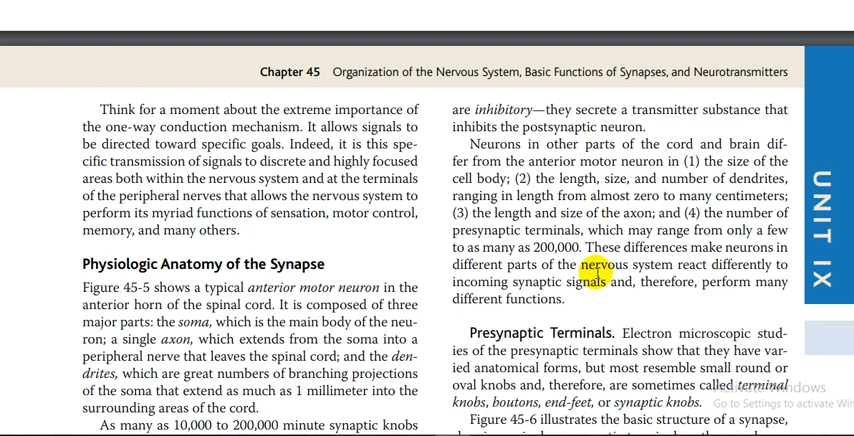 Chapter 45 Organization of the Nervous System, Basic Functions of Synapses, and Neurotransmitters
Think for a moment about the extreme importance of
the one-way conduction mechanism. It allows signals to
be directed toward specific goals. Indeed, it is this spe-
cific transmission of signals to discrete and highly focused
areas both within the nervous system and at the terminals
of the peripheral nerves that allows the nervous system to
perform its myriad functions of sensation, motor control,
memory, and many others.
Physiologic Anatomy of the Synapse
Figure 45-5 shows a typical anterior motor neuron in the
anterior horn of the spinal cord. It is composed of three
major parts: the soma, which is the main body of the neu-
ron; a single axon, which extends from the soma into a
peripheral nerve that leaves the spinal cord; and the den-
drites, which are great numbers of branching projections
of the soma that extend as much as 1 millimeter into the
surrounding areas of the cord.
As many as 10,000 to 200,000 minute synaptic knobs
are inhibitory—they secrete a transmitter substance that
inhibits the postsynaptic neuron.
Neurons in other parts of the cord and brain dif-
fer from the anterior motor neuron in (1) the size of the
cell body; (2) the length, size, and number of dendrites,
ranging in length from almost zero to many centimeters;
(3) the length and size of the axon; and (4) the number of
presynaptic terminals, which may range from only a few
to as many as 200,000. These differences make neurons in
different parts of the nervous system react differently to
incoming synaptic signals and, therefore, perform many
different functions.
Presynaptic Terminals. Electron microscopic stud-
ies of the presynaptic terminals show that they have var-
ied anatomical forms, but most resemble small round or
oval knobs and, therefore, are sometimes called terminal
knobs, boutons, end-feet, or synaptic knobs.
Figure 45-6 illustrates the basic structure of a synapse,
UNIT IX
Activate Windows
Go to Settings to activate Win